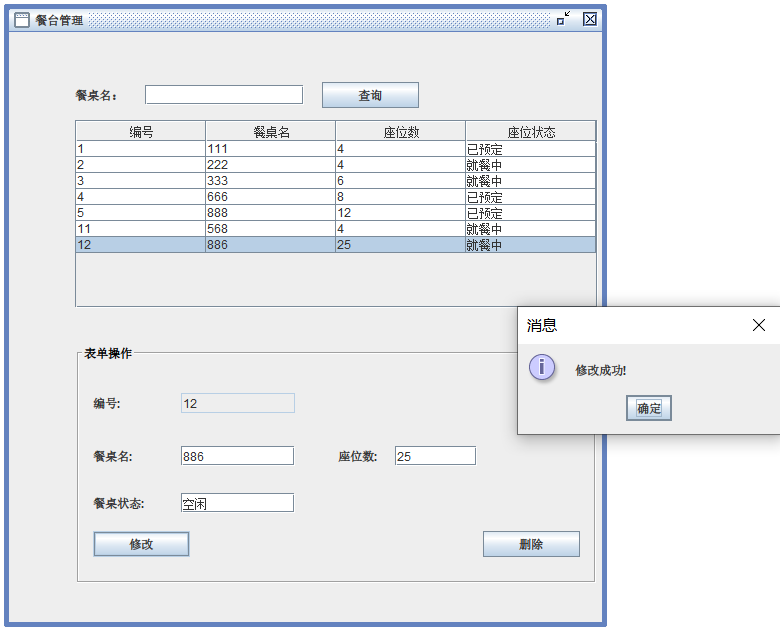 餐台管理
餐桌名：
查询
编号 餐桌名 座位数 座位状态
1 111 4 已预定
2 222 4 就餐中
3 333 6 就餐中
4 666 8 已预定
5 888 12 已预定
11 568 4 就餐中
12 886 25 就餐中
消息
修改成功!
确定
表单操作
编号: 12
餐桌名: 886 座位数: 25
餐桌状态: 空闲
修改 删除